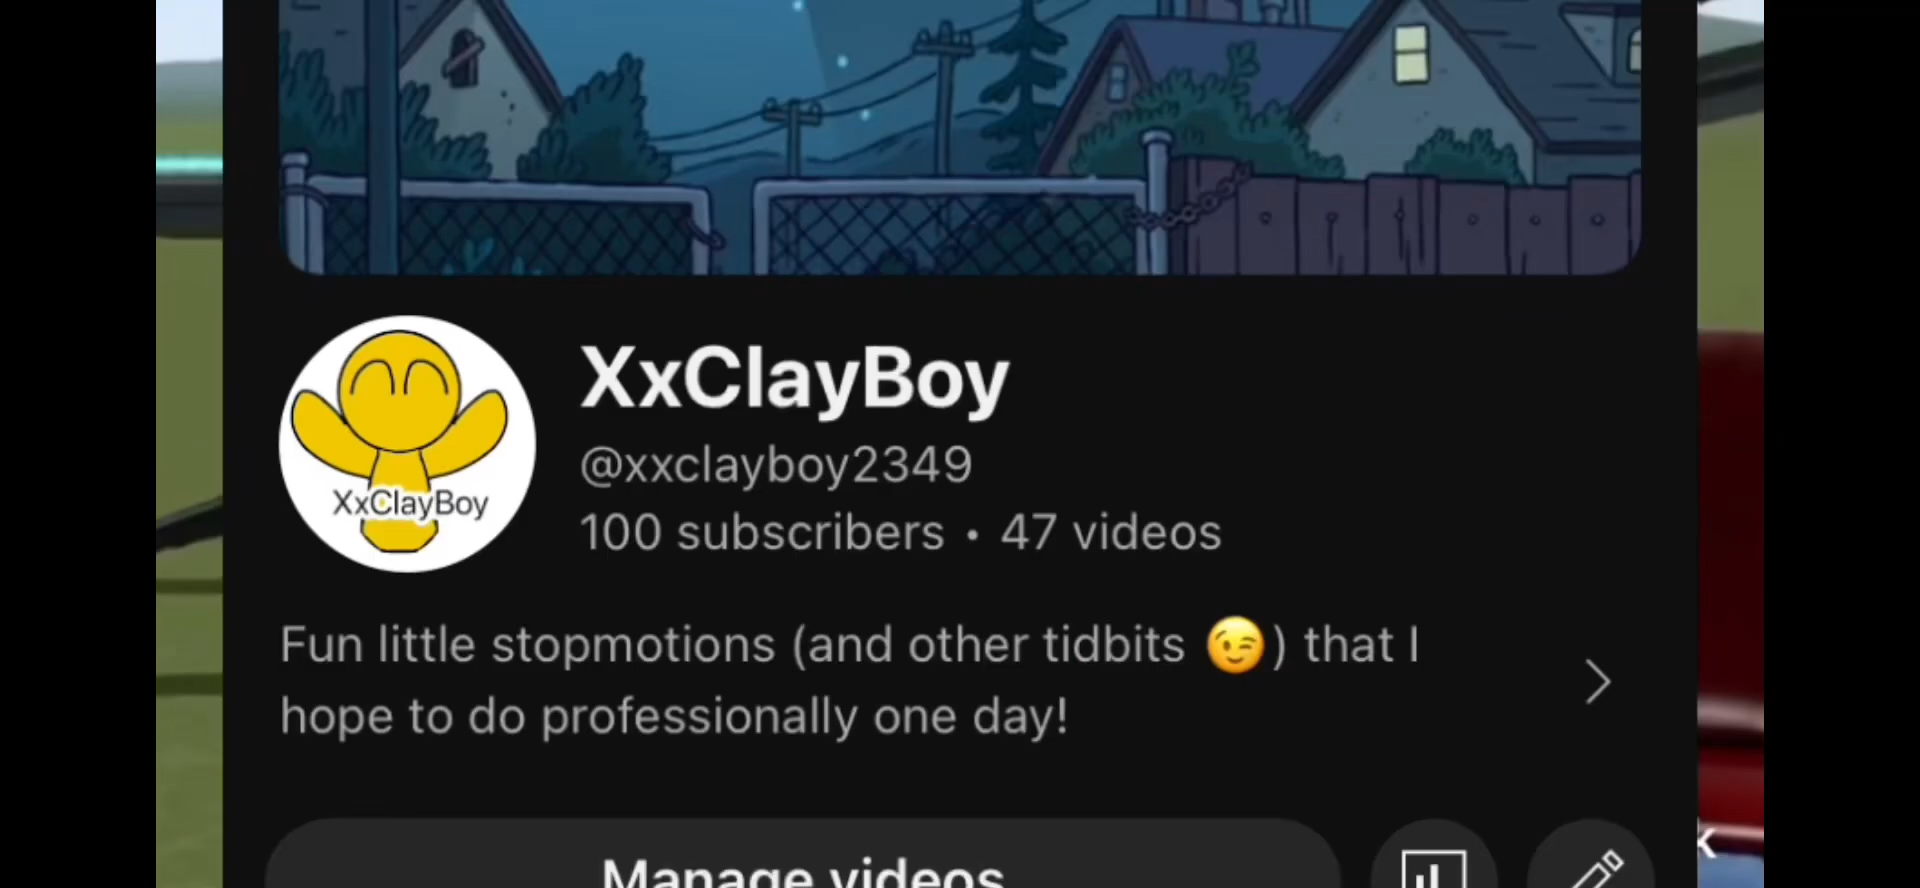 XxClayBoy
XxClayBoy
@xxclayboy2349
100 subscribers • 47 videos
Fun little stopmotions (and other tidbits 😉) that I
hope to do professionally one day!
Manage videos